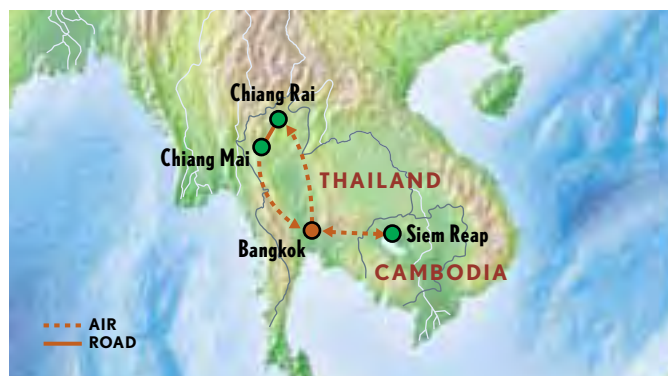 Chiang Rai
Chiang Mai
THAILAND
Bangkok
Siem Reap
CAMBODIA
AIR
ROAD